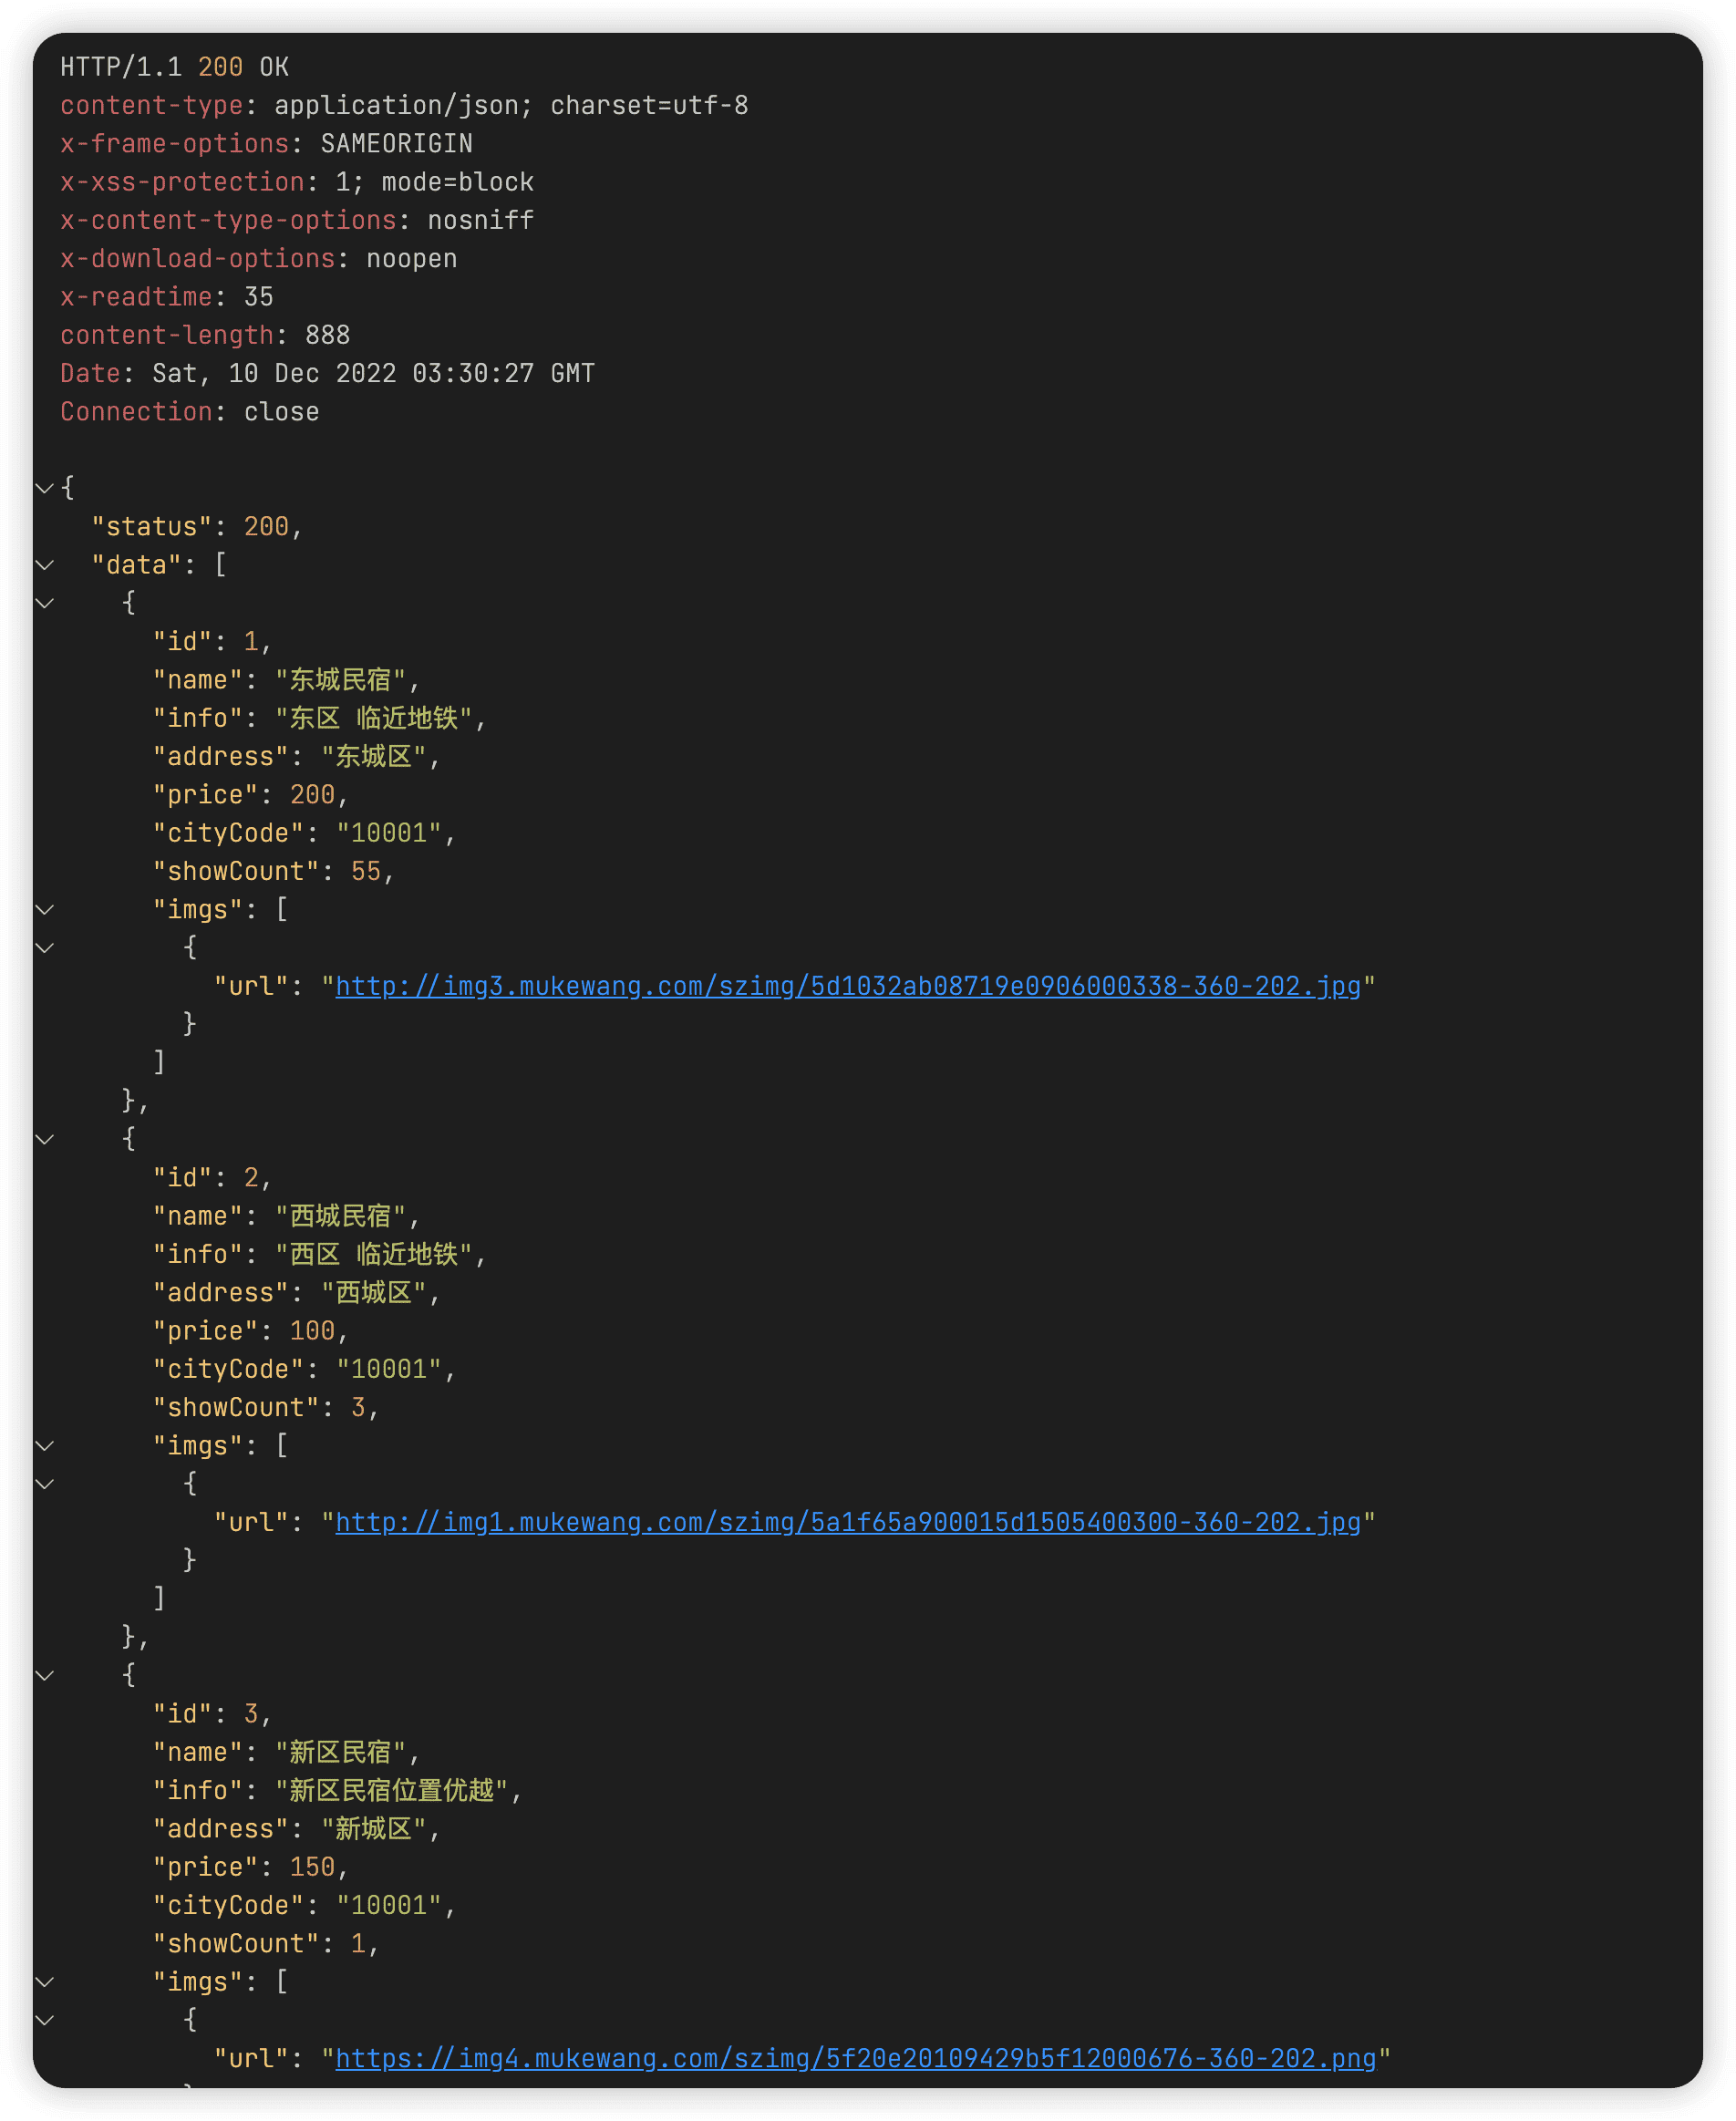 HTTP/1.1 200 OK
content-type: application/json; charset=utf-8
x-frame-options: SAMEORIGIN
x-xss-protection: 1; mode=block
x-content-type-options: nosniff
x-download-options: noopen
x-readtime: 35
content-length: 888
Date: Sat, 10 Dec 2022 03:30:27 GMT
Connection: close
{
"status": 200,
"data": [
{
"id": 1,
"name": "东城民宿",
"info": "东区 临近地铁",
"address": "东城区",
"price": 200,
"cityCode": "10001",
"showCount": 55,
"imgs": [
{
"url": "http://img3.mukewang.com/szimg/5d1032ab08719e0906000338-360-202.jpg"
}
]
},
{
"id": 2,
"name": "西城民宿",
"info": "西区 临近地铁",
"address": "西城区",
"price": 100,
"cityCode": "10001",
"showCount": 3,
"imgs": [
{
"url": "http://img1.mukewang.com/szimg/5a1f65a900015d1505400300-360-202.jpg"
}
]
},
{
"id": 3,
"name": "新区民宿",
"info": "新区民宿位置优越",
"address": "新城区",
"price": 150,
"cityCode": "10001",
"showCount": 1,
"imgs": [
{
"url": "https://img4.mukewang.com/szimg/5f20e20109429b5f12000676-360-202.png"